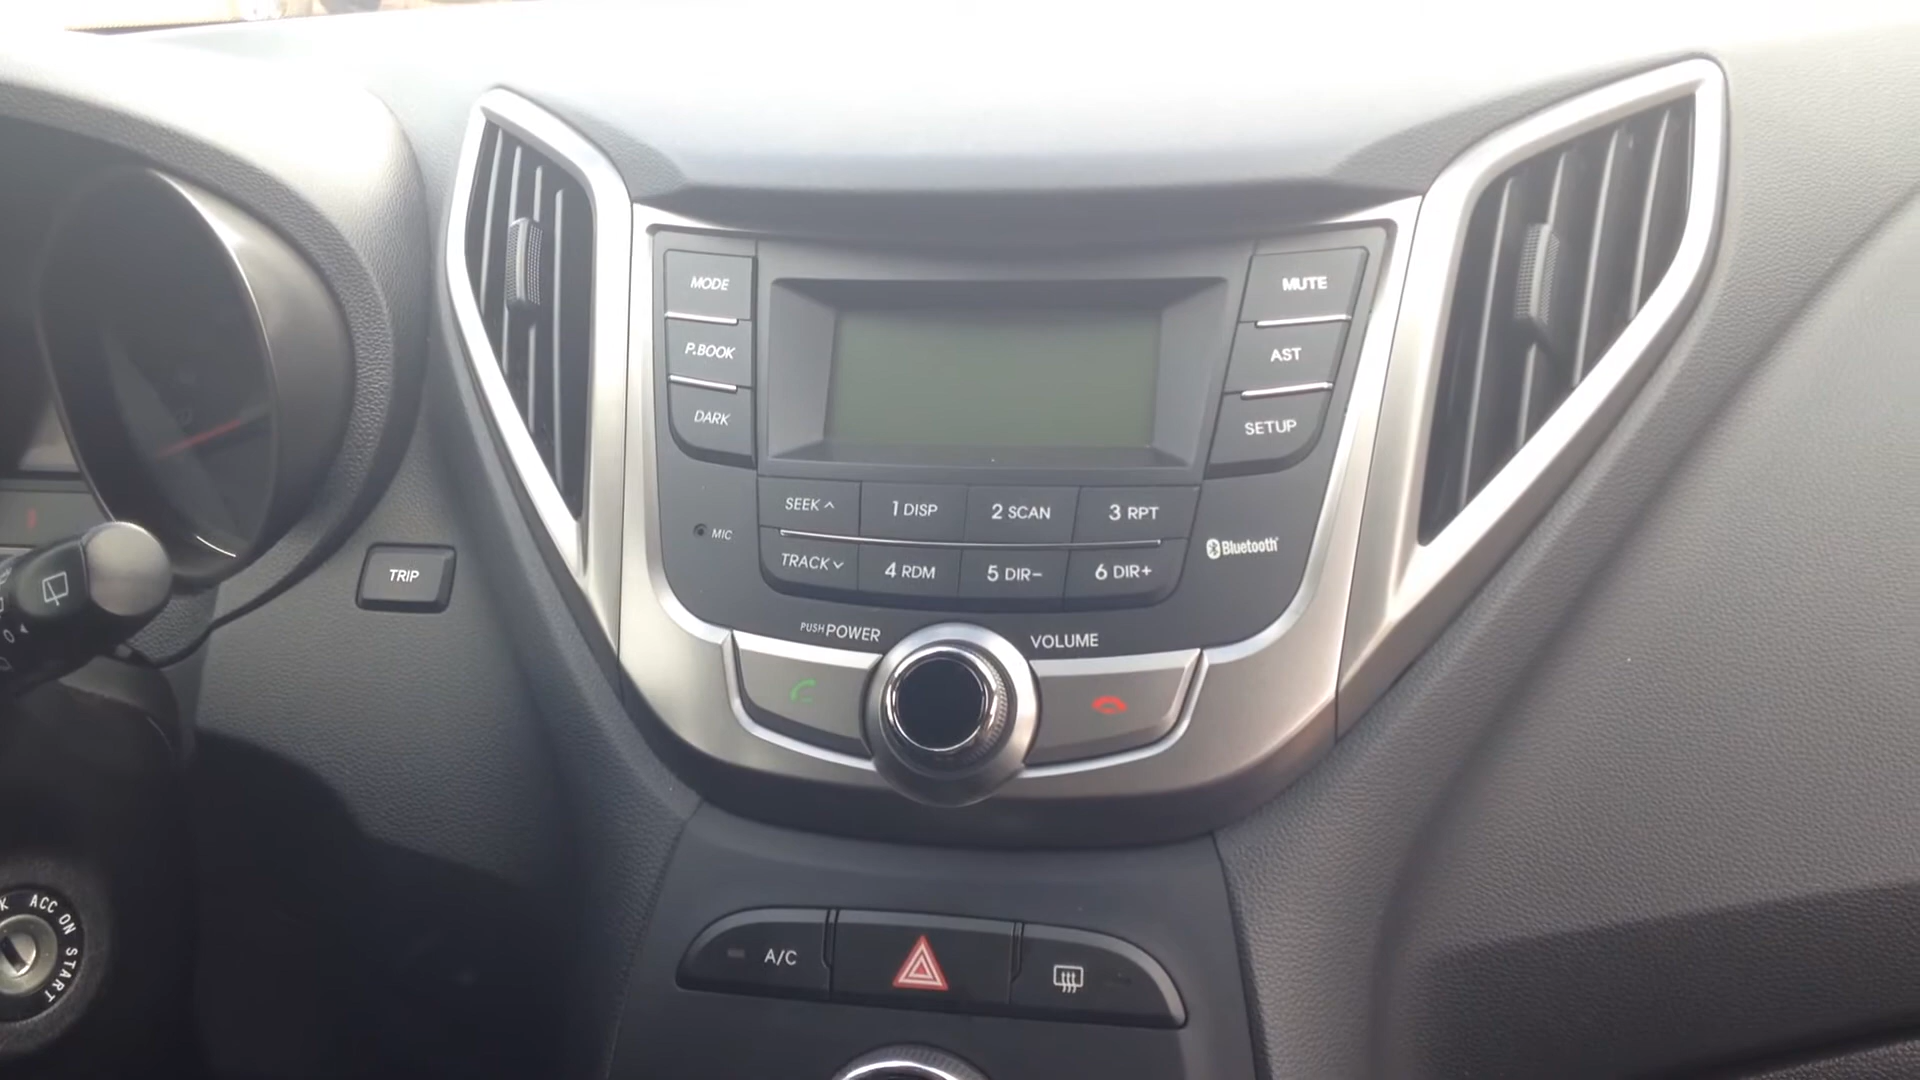 MODE
P.BOOK
DARK
MUTE
AST
SETUP
SEEK
1 DISP
2 SCAN
3 RPT
MIC
TRACK
4 RDM
5 DIR-
6 DIR+
Bluetooth
TRIP
PUSH POWER
VOLUME
0
ACC ON START
A/C